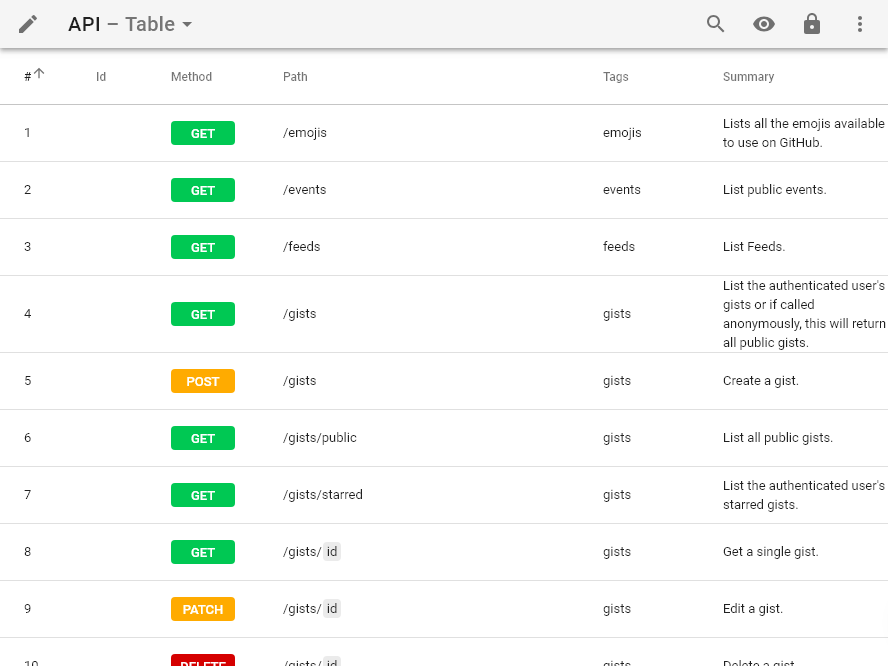 API – Table
# Id Method Path Tags Summary
1 GET /emojis emojis Lists all the emojis available
to use on GitHub.
2 GET /events events List public events.
3 GET /feeds feeds List Feeds.
4 GET /gists gists List the authenticated user's
gists or if called
anonymously, this will return
all public gists.
5 POST /gists gists Create a gist.
6 GET /gists/public gists List all public gists.
7 GET /gists/starred gists List the authenticated user's
starred gists.
8 GET /gists/ id gists Get a single gist.
9 PATCH /gists/ id gists Edit a gist.
10 DELETE /gists/ id gists Delete a gist.